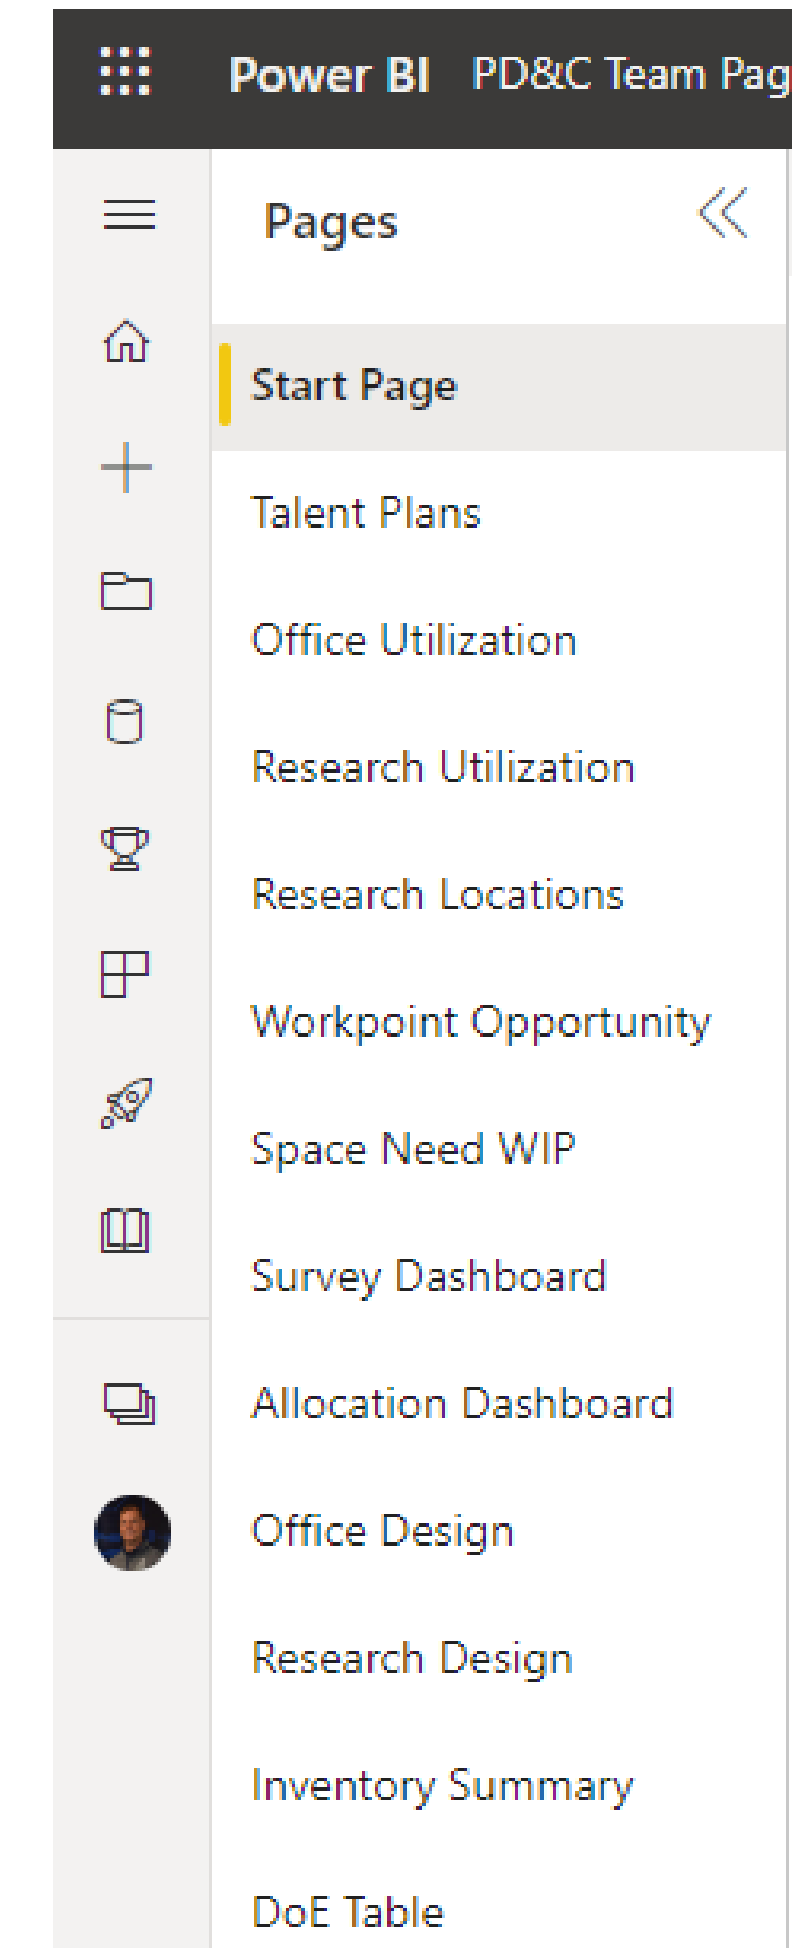 Power BI PD&C Team Pag
Pages
Start Page
Talent Plans
Office Utilization
Research Utilization
Research Locations
Workpoint Opportunity
Space Need WIP
Survey Dashboard
Allocation Dashboard
Office Design
Research Design
Inventory Summary
DoE Table